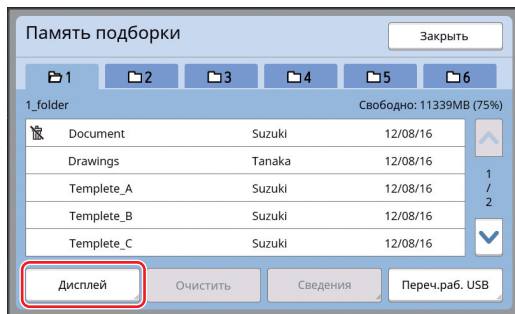 Память подборки Закрыть
1 2 3 4 5 6
1_folder Свободно: 11339MB (75%)
Document Suzuki 12/08/16
Drawings Tanaka 12/08/16
Templete_A Suzuki 12/08/16
Templete_B Suzuki 12/08/16
Templete_C Suzuki 12/08/16
1
/
2
Дисплей Очистить Сведения Переч.раб. USB